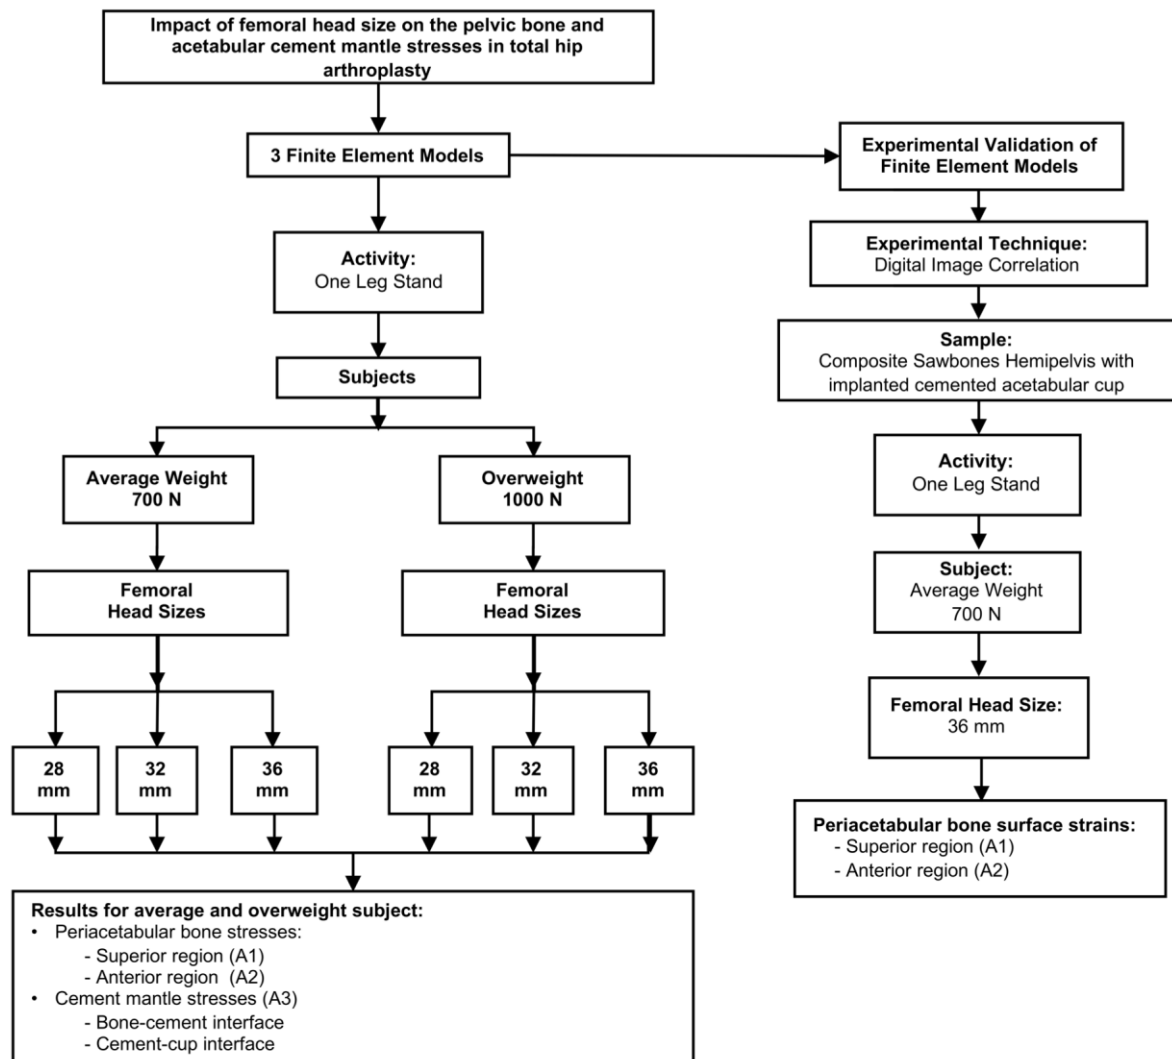 Impact of femoral head size on the pelvic bone and
acetabular cement mantle stresses in total hip
arthroplasty
3 Finite Element Models
Activity:
One Leg Stand
Subjects
Average Weight
700 N
Overweight
1000 N
Femoral
Head Sizes
Femoral
Head Sizes
28
mm
32
mm
36
mm
28
mm
32
mm
36
mm
Results for average and overweight subject:
• Periacetabular bone stresses:
- Superior region (A1)
- Anterior region (A2)
• Cement mantle stresses (A3)
- Bone-cement interface
- Cement-cup interface
Experimental Validation of
Finite Element Models
Experimental Technique:
Digital Image Correlation
Sample:
Composite Sawbones Hemipelvis with
implanted cemented acetabular cup
Activity:
One Leg Stand
Subject:
Average Weight
700 N
Femoral Head Size:
36 mm
Periacetabular bone surface strains:
- Superior region (A1)
- Anterior region (A2)